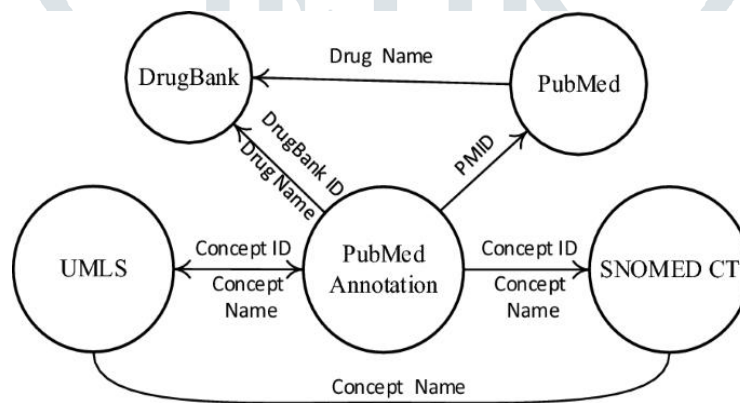 Drug Name
DrugBank
PubMed
DrugBank ID
Drug Name
PMID
UMLS
Concept ID
Concept
Name
PubMed
Annotation
Concept ID
Concept
Name
SNOMED CT
Concept Name